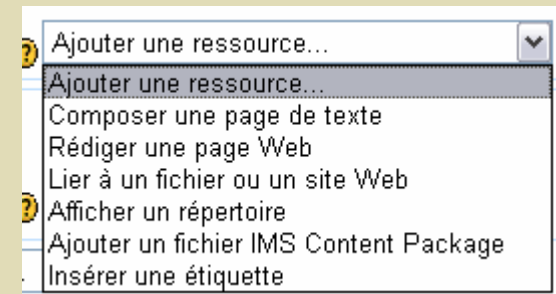 Ajouter une ressource...
Ajouter une ressource...
Composer une page de texte
Rédiger une page Web
Lier à un fichier ou un site Web
Afficher un répertoire
Ajouter un fichier IMS Content Package
Insérer une étiquette